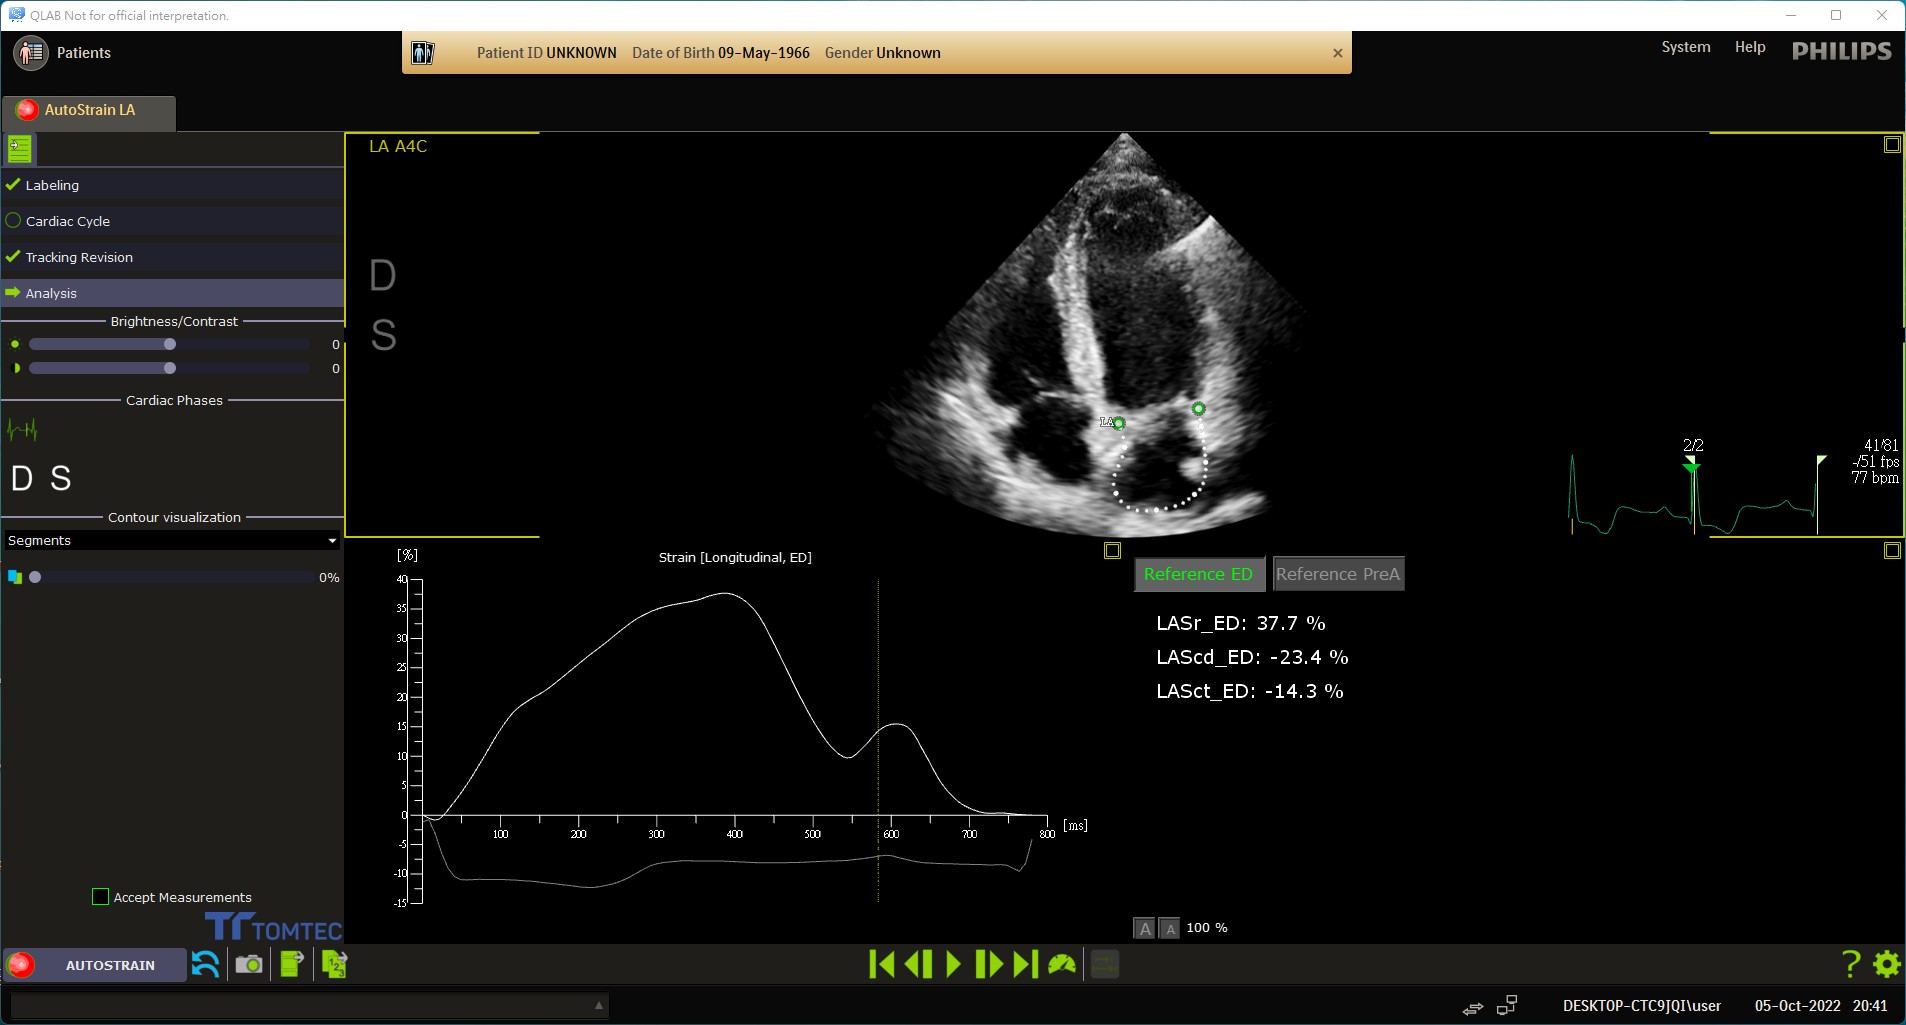 QLAB Not for official interpretation.
Patients
Patient ID UNKNOWN Date of Birth 09-May-1966 Gender Unknown
System Help PHILIPS
AutoStrain LA
Labeling
Cardiac Cycle
Tracking Revision
Analysis
Brightness/Contrast
0
0
Cardiac Phases
D S
Contour visualization
Segments
0%
Accept Measurements
TOMTEC
LA A4C
D
S
LA
2/2
41/81
-/51 fps
77 bpm
[%]
Strain [Longitudinal, ED]
40
35
30
25
20
15
10
5
0
-5
-10
-15
100 200 300 400 500 600 700 800
[ms]
Reference ED Reference PreA
LASr_ED: 37.7 %
LAScd_ED: -23.4 %
LASct_ED: -14.3 %
A A 100 %
AUTOSTRAIN
123
?
DESKTOP-CTC9JQI\user 05-Oct-2022 20:41